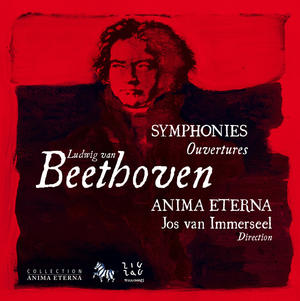 SYMPHONIES
Ouvertures
Ludwig van
Beethoven
ANIMA ETERNA
Jos van Immerseel
Direction
COLLECTION
ANIMA ETERNA
ZIG
ZAG